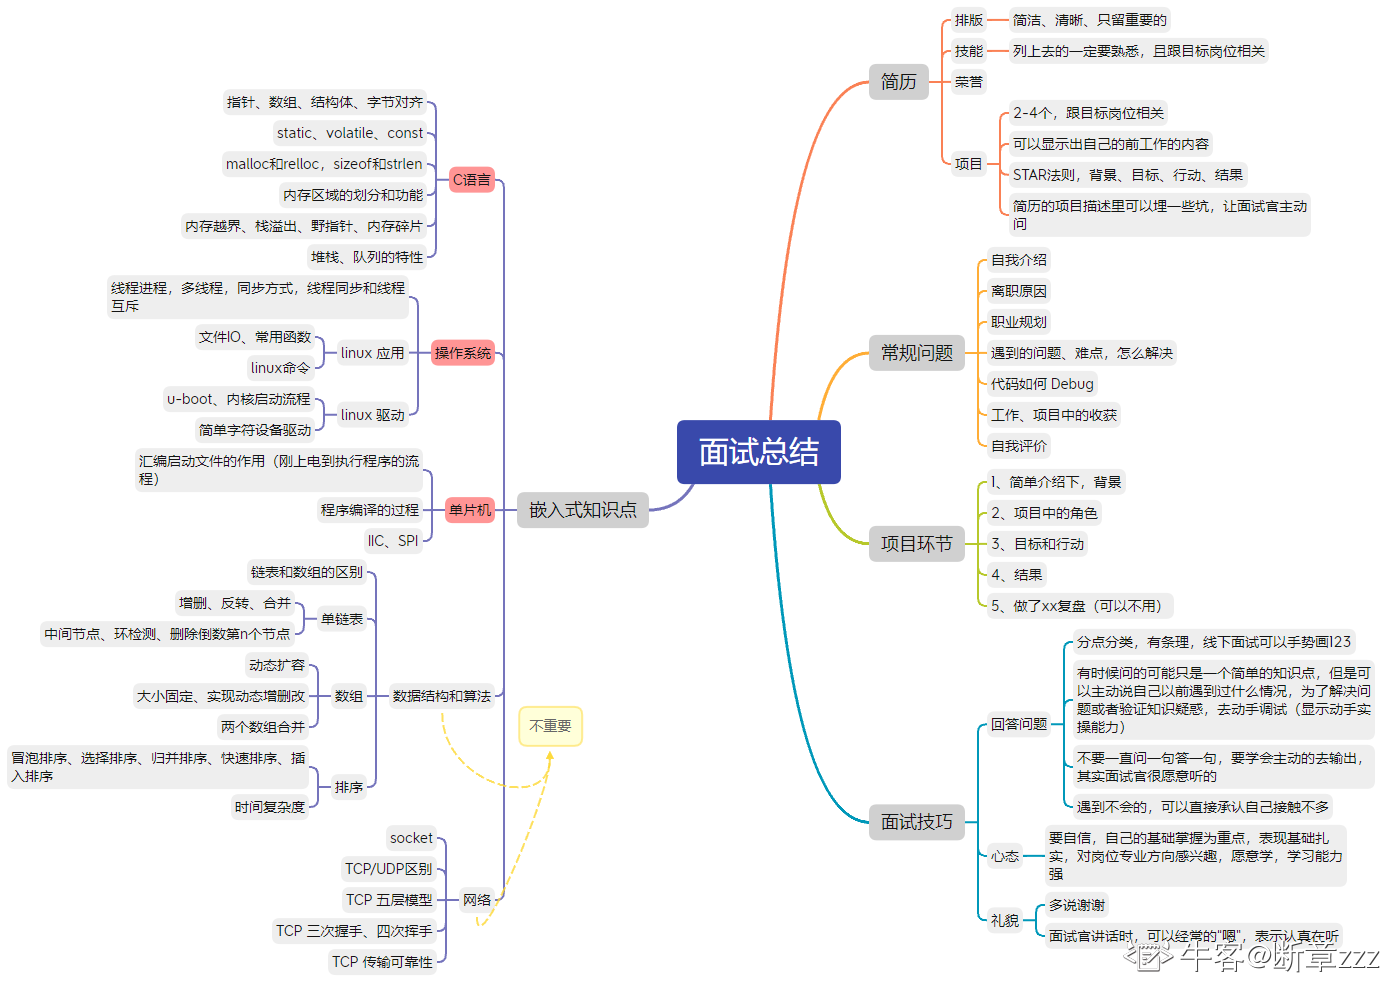 面试总结
简历
排版
简洁、清晰、只留重要的
技能
列上去的一定要熟悉，且跟目标岗位相关
荣誉
项目
2-4个，跟目标岗位相关
可以显示出自己的前工作的内容
STAR法则，背景、目标、行动、结果
简历的项目描述里可以埋一些坑，让面试官主动
问
常规问题
自我介绍
离职原因
职业规划
遇到的问题、难点，怎么解决
代码如何 Debug
工作、项目中的收获
自我评价
项目环节
1、简单介绍下，背景
2、项目中的角色
3、目标和行动
4、结果
5、做了xx复盘（可以不用）
面试技巧
回答问题
分点分类，有条理，线下面试可以手势画123
有时候问的可能只是一个简单的知识点，但是可
以主动说自己以前遇到过什么情况，为了解决问
题或者验证知识疑惑，去动手调试（显示动手实
操能力）
不要一直问一句答一句，要学会主动的去输出，
其实面试官很愿意听的
遇到不会的，可以直接承认自己接触不多
心态
要自信，自己的基础掌握为重点，表现基础扎
实，对岗位专业方向感兴趣，愿意学，学习能力
强
礼貌
多说谢谢
面试官讲话时，可以经常的"嗯"，表示认真在听
嵌入式知识点
C语言
指针、数组、结构体、字节对齐
static、volatile、const
malloc和relloc，sizeof和strlen
内存区域的划分和功能
内存越界、栈溢出、野指针、内存碎片
堆栈、队列的特性
操作系统
线程进程，多线程，同步方式，线程同步和线程
互斥
linux 应用
文件IO、常用函数
linux命令
linux 驱动
u-boot、内核启动流程
简单字符设备驱动
单片机
汇编启动文件的作用（刚上电到执行程序的流
程）
程序编译的过程
IIC、SPI
数据结构和算法
链表和数组的区别
单链表
增删、反转、合并
中间节点、环检测、删除倒数第n个节点
数组
动态扩容
大小固定、实现动态增删改
两个数组合并
排序
冒泡排序、选择排序、归并排序、快速排序、插
入排序
时间复杂度
网络
socket
TCP/UDP区别
TCP 五层模型
TCP 三次握手、四次挥手
TCP 传输可靠性
不重要
牛客@断章zzz